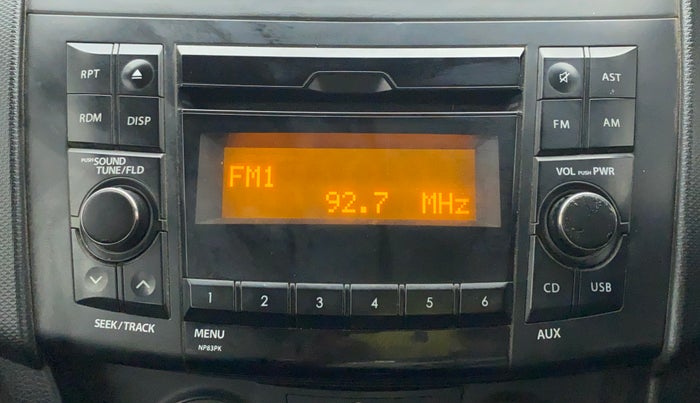 RPT
AST
RDM
DISP
FM
AM
PUSH SOUND
TUNE/FLD
VOL PUSH PWR
FM1
92.7 MHz
1
2
3
4
5
6
CD
USB
SEEK/TRACK
MENU
NP83PK
AUX